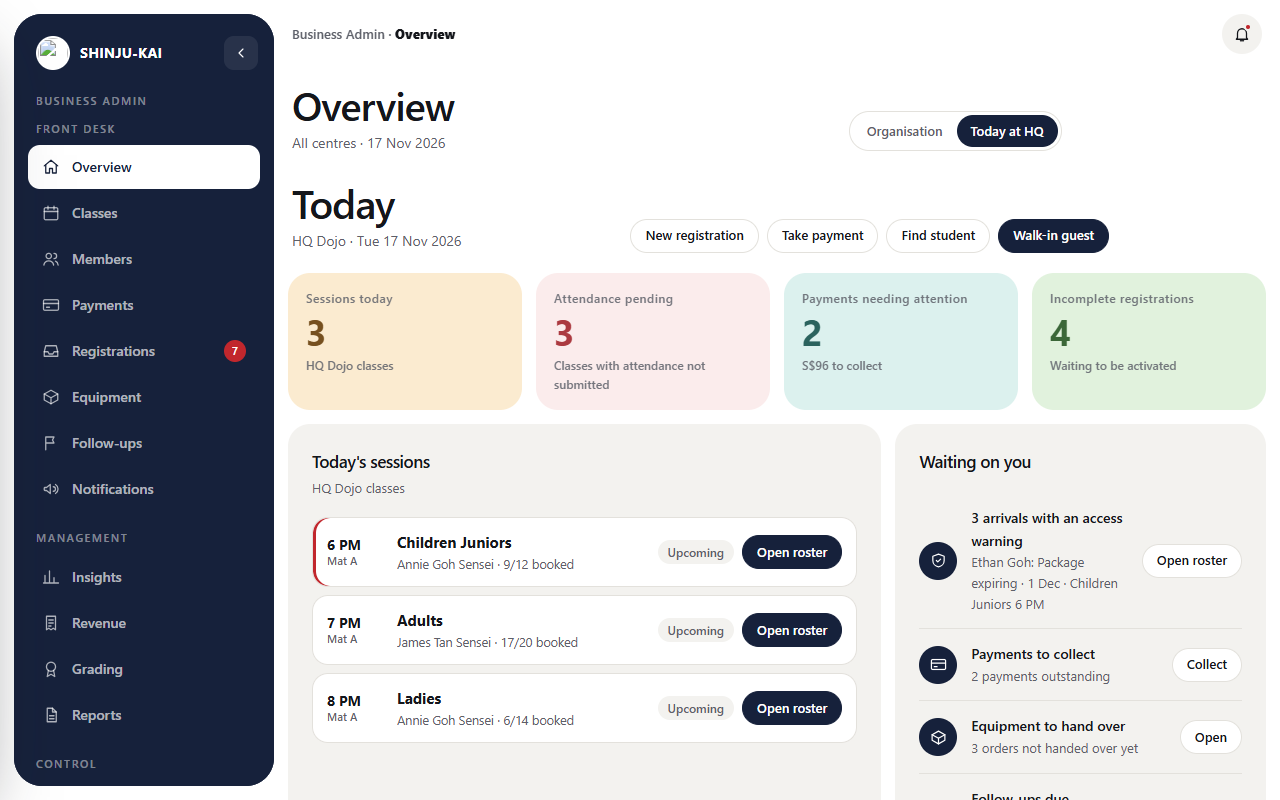 SHINJU-KAI
BUSINESS ADMIN
FRONT DESK
Overview
Classes
Members
Payments
Registrations 7
Equipment
Follow-ups
Notifications
MANAGEMENT
Insights
Revenue
Grading
Reports
CONTROL
Business Admin · Overview
Overview
All centres · 17 Nov 2026
Organisation Today at HQ
Today
HQ Dojo · Tue 17 Nov 2026
New registration Take payment Find student Walk-in guest
Sessions today
3
HQ Dojo classes
Attendance pending
3
Classes with attendance not
submitted
Payments needing attention
2
S$96 to collect
Incomplete registrations
4
Waiting to be activated
Today's sessions
HQ Dojo classes
6 PM Children Juniors Upcoming Open roster
Mat A Annie Goh Sensei · 9/12 booked
7 PM Adults Upcoming Open roster
Mat A James Tan Sensei · 17/20 booked
8 PM Ladies Upcoming Open roster
Mat A Annie Goh Sensei · 6/14 booked
Waiting on you
3 arrivals with an access
warning
Ethan Goh: Package
expiring · 1 Dec · Children
Juniors 6 PM
Open roster
Payments to collect
2 payments outstanding
Collect
Equipment to hand over
3 orders not handed over yet
Open
Follow-ups due